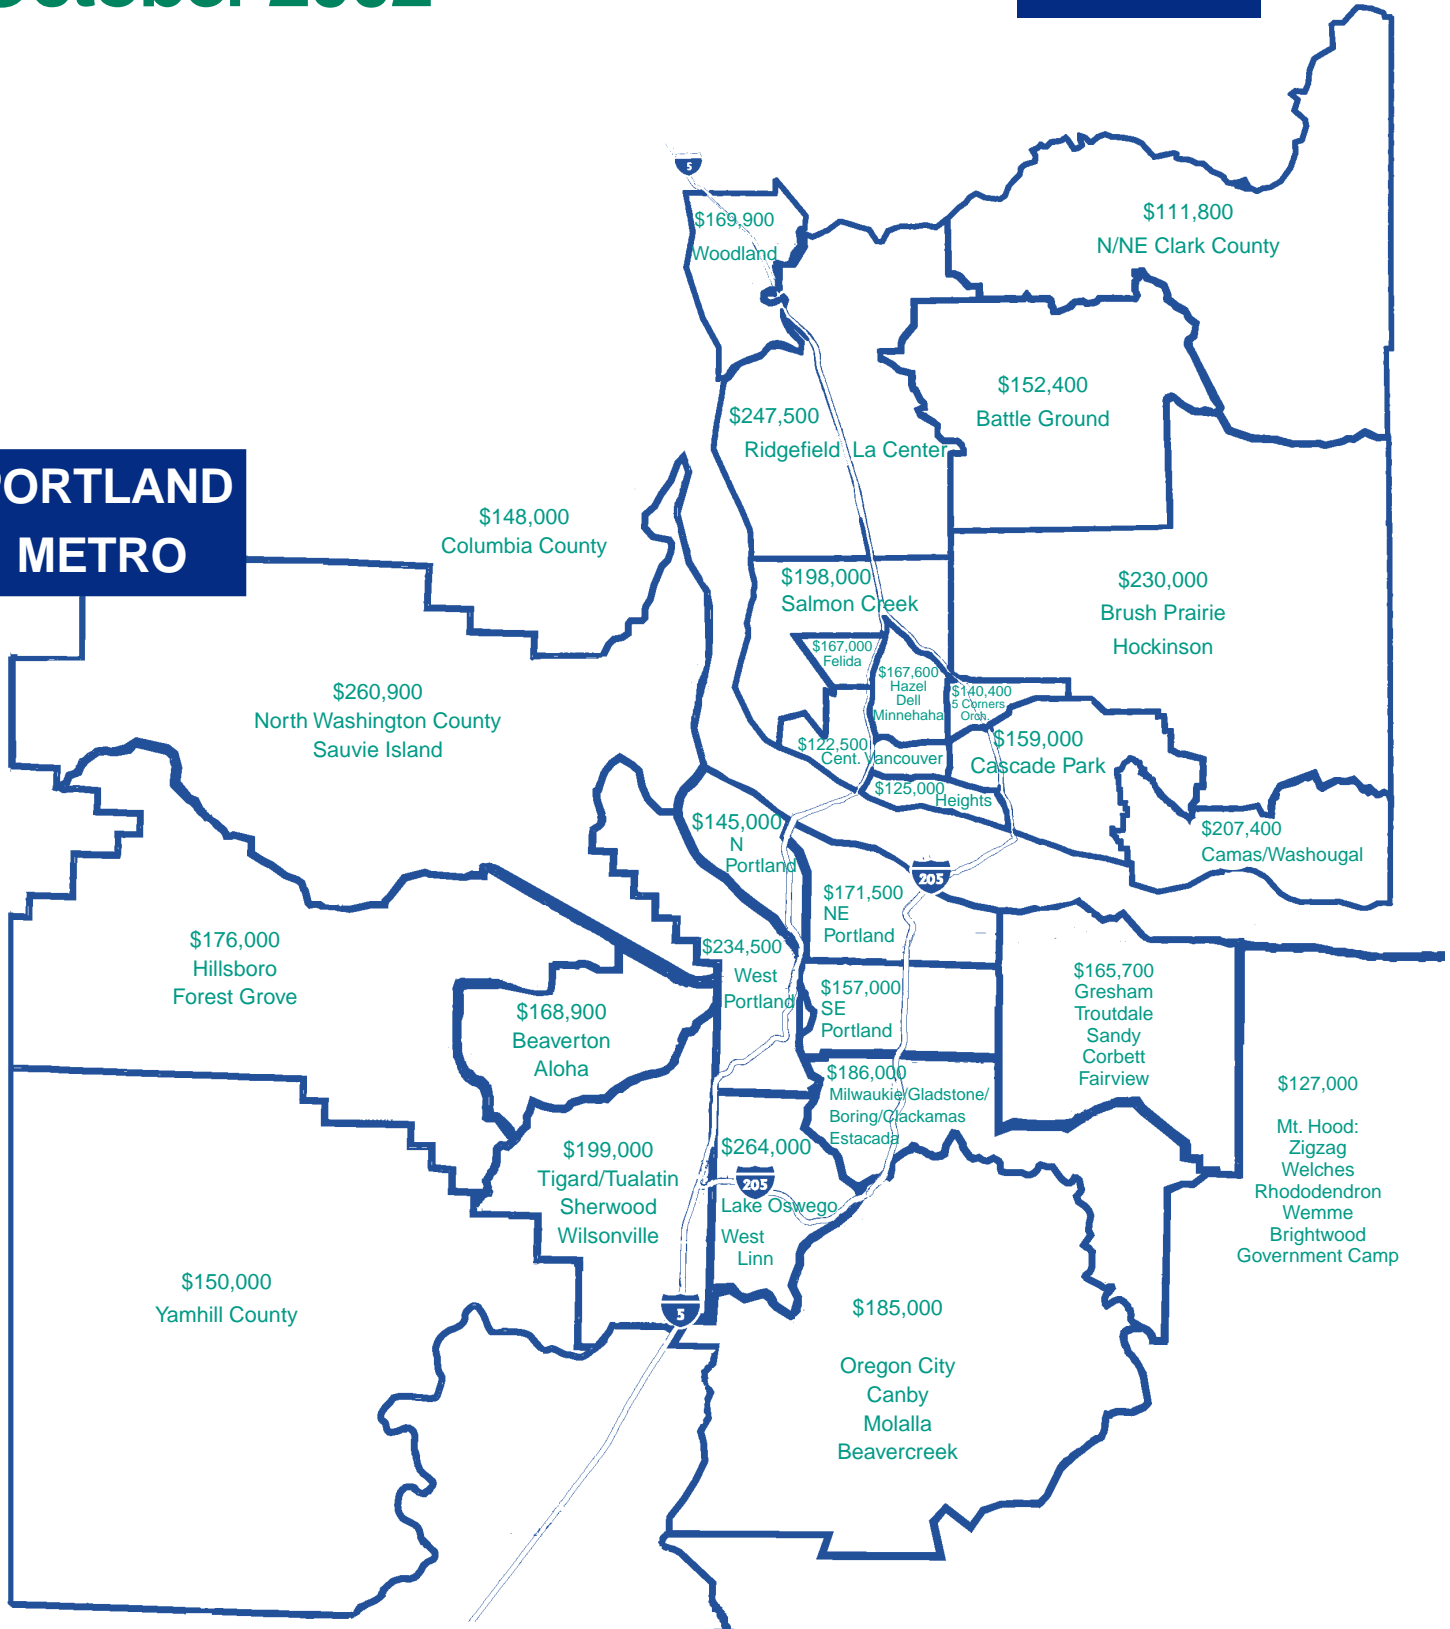 October 2002
5
$169,900
Woodland
$111,800
N/NE Clark County
$152,400
Battle Ground
$247,500
Ridgefield La Center
PORTLAND
METRO
$148,000
Columbia County
$198,000
Salmon Creek
$230,000
Brush Prairie
Hockinson
$167,000
Felida
$167,600
Hazel
Dell
Minnehaha
$140,400
5 Corners
Orch.
$260,900
North Washington County
Sauvie Island
$122,500
Cent. Vancouver
$159,000
Cascade Park
$125,000
Heights
$145,000
N
Portland
$207,400
Camas/Washougal
205
$171,500
NE
Portland
$176,000
Hillsboro
Forest Grove
$234,500
West
Portland
$168,900
Beaverton
Aloha
$157,000
SE
Portland
$165,700
Gresham
Troutdale
Sandy
Corbett
Fairview
$186,000
Milwaukie/Gladstone/
Boring/Clackamas
Estacada
$127,000
Mt. Hood:
Zigzag
Welches
Rhododendron
Wemme
Brightwood
Government Camp
$199,000
Tigard/Tualatin
Sherwood
Wilsonville
$264,000
205
Lake Oswego
West
Linn
$150,000
Yamhill County
5
$185,000
Oregon City
Canby
Molalla
Beavercreek